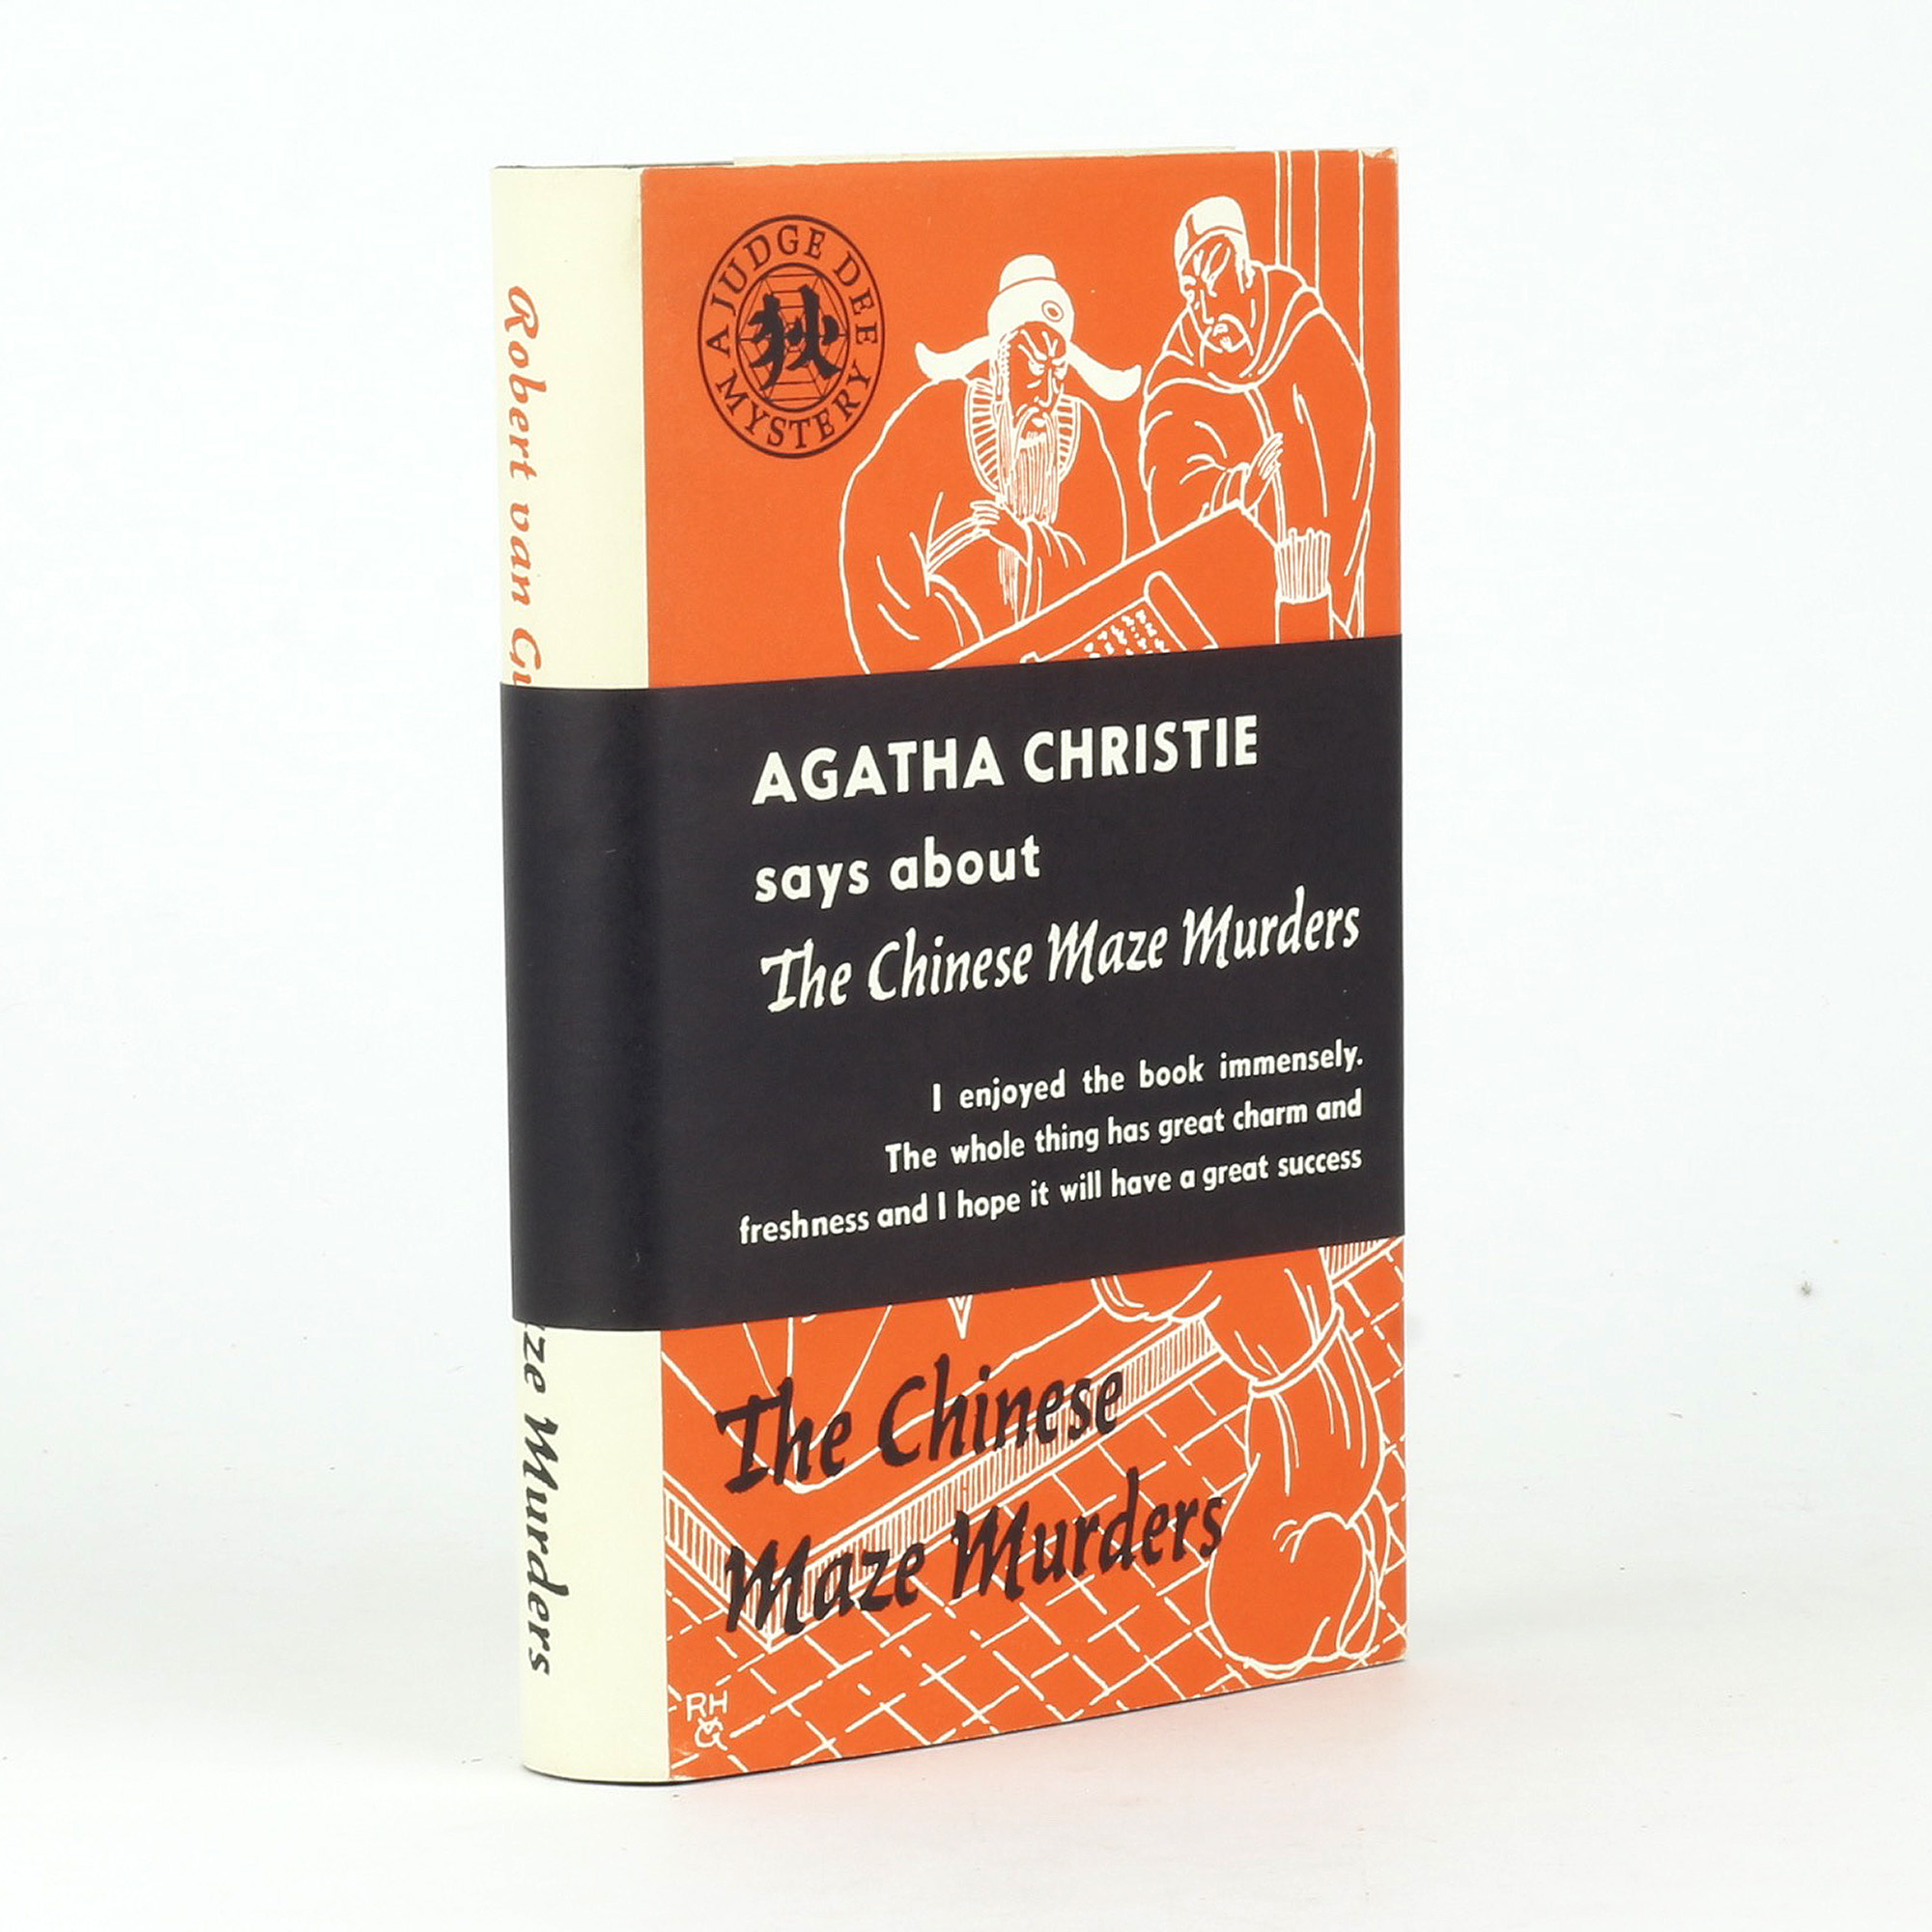 Robert van
Murders
A JUDGE DEE
狄
MYSTERY
AGATHA CHRISTIE
says about
The Chinese Maze Murders
I enjoyed the book immensely.
The whole thing has great charm and
freshness and I hope it will have a great success
The Chinese
Maze Murders
RH
v
G